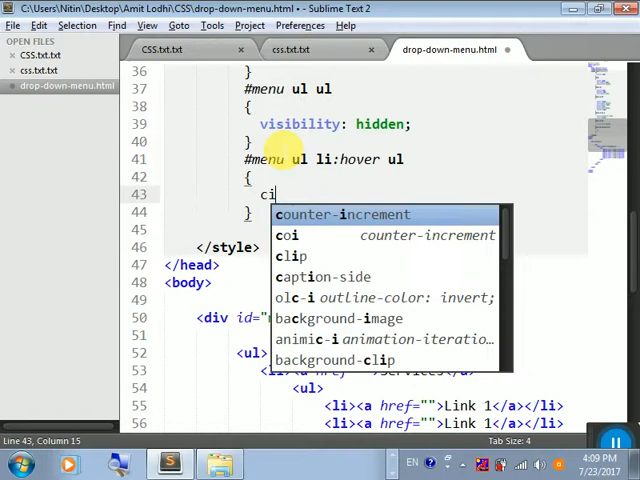 C:\Users\Nitin\Desktop\Amit Lodhi\CSS\drop-down-menu.html • - Sublime Text 2
File Edit Selection Find View Goto Tools Project Preferences Help
OPEN FILES
CSS.txt.txt
css.txt.txt
drop-down-menu.html
CSS.txt.txt css.txt.txt drop-down-menu.html
36 }
37 #menu ul ul
38 {
39 visibility: hidden;
40 }
41 #menu ul li:hover ul
42 {
43 ci
44 }
45
46 </style>
47 </head>
48 <body>
49
50 <div id=
51
52 <ul>
53 <li><a href="">Services</a></li>
54 <ul>
55 <li><a href="">Link 1</a></li>
56 <li><a href="">Link 1</a></li>
counter-increment
coi counter-increment
clip
caption-side
olc-i outline-color: invert;
background-image
animic-i animation-iteratio…
background-clip
Line 43, Column 15 Tab Size: 4
EN
4:09 PM
7/23/2017